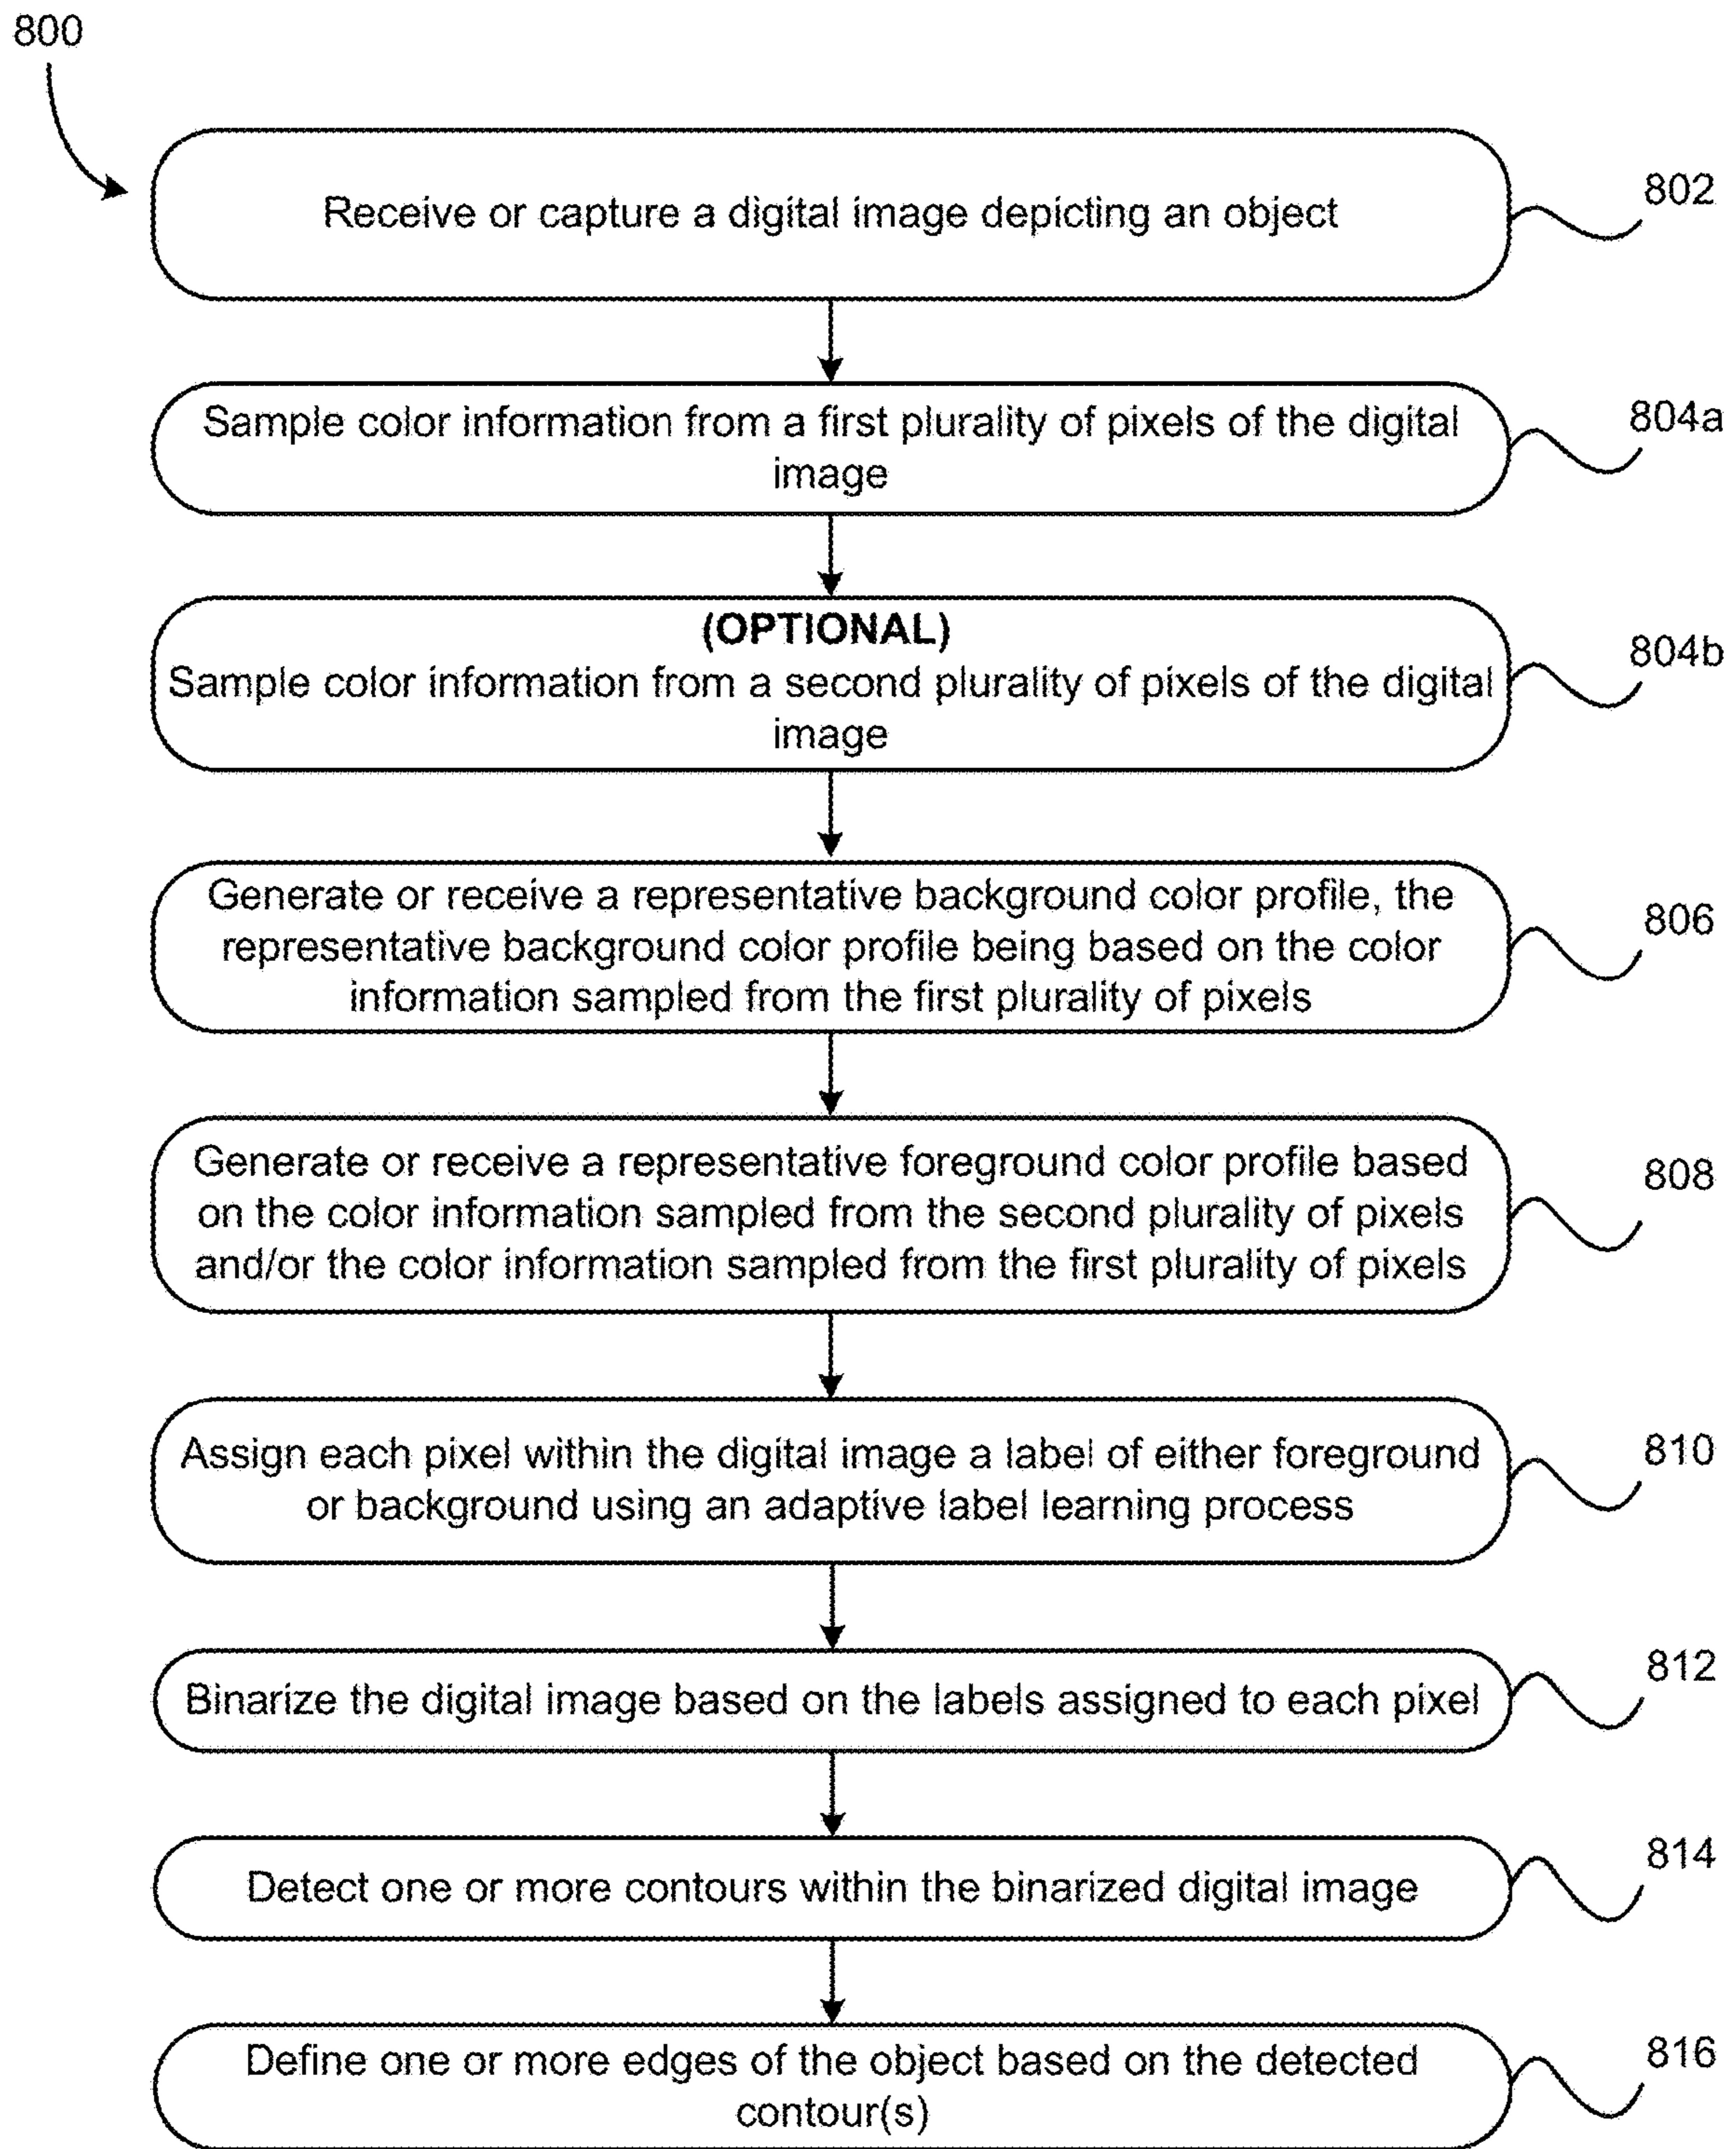 800
Receive or capture a digital image depicting an object
802
Sample color information from a first plurality of pixels of the digital
image
804a
(OPTIONAL)
Sample color information from a second plurality of pixels of the digital
image
804b
Generate or receive a representative background color profile, the
representative background color profile being based on the color
information sampled from the first plurality of pixels
806
Generate or receive a representative foreground color profile based
on the color information sampled from the second plurality of pixels
and/or the color information sampled from the first plurality of pixels
808
Assign each pixel within the digital image a label of either foreground
or background using an adaptive label learning process
810
Binarize the digital image based on the labels assigned to each pixel
812
Detect one or more contours within the binarized digital image
814
Define one or more edges of the object based on the detected
contour(s)
816